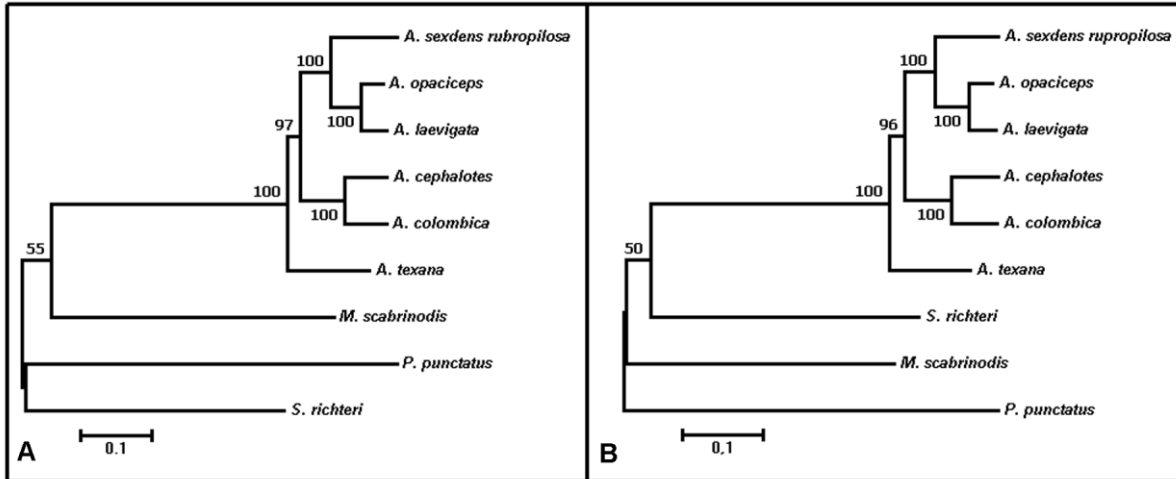 A. sexdens rubropilosa
100
A. opaciceps
100
A. laevigata
97
A. cephalotes
100
100
A. colombica
55
A. texana
M. scabrinodis
P. punctatus
S. richteri
0.1
A
A. sexdens rupropilosa
100
A. opaciceps
100
A. laevigata
96
A. cephalotes
100
100
A. colombica
50
A. texana
S. richteri
M. scabrinodis
P. punctatus
0,1
B